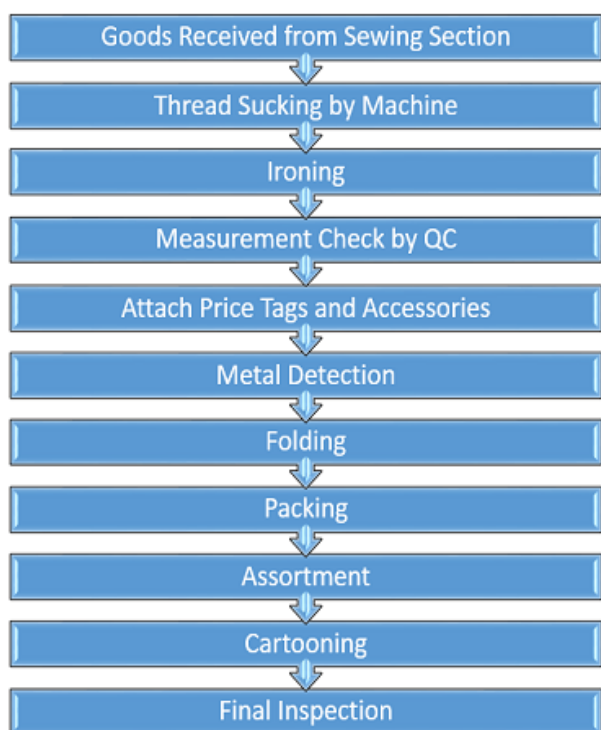 Goods Received from Sewing Section
Thread Sucking by Machine
Ironing
Measurement Check by QC
Attach Price Tags and Accessories
Metal Detection
Folding
Packing
Assortment
Cartooning
Final Inspection